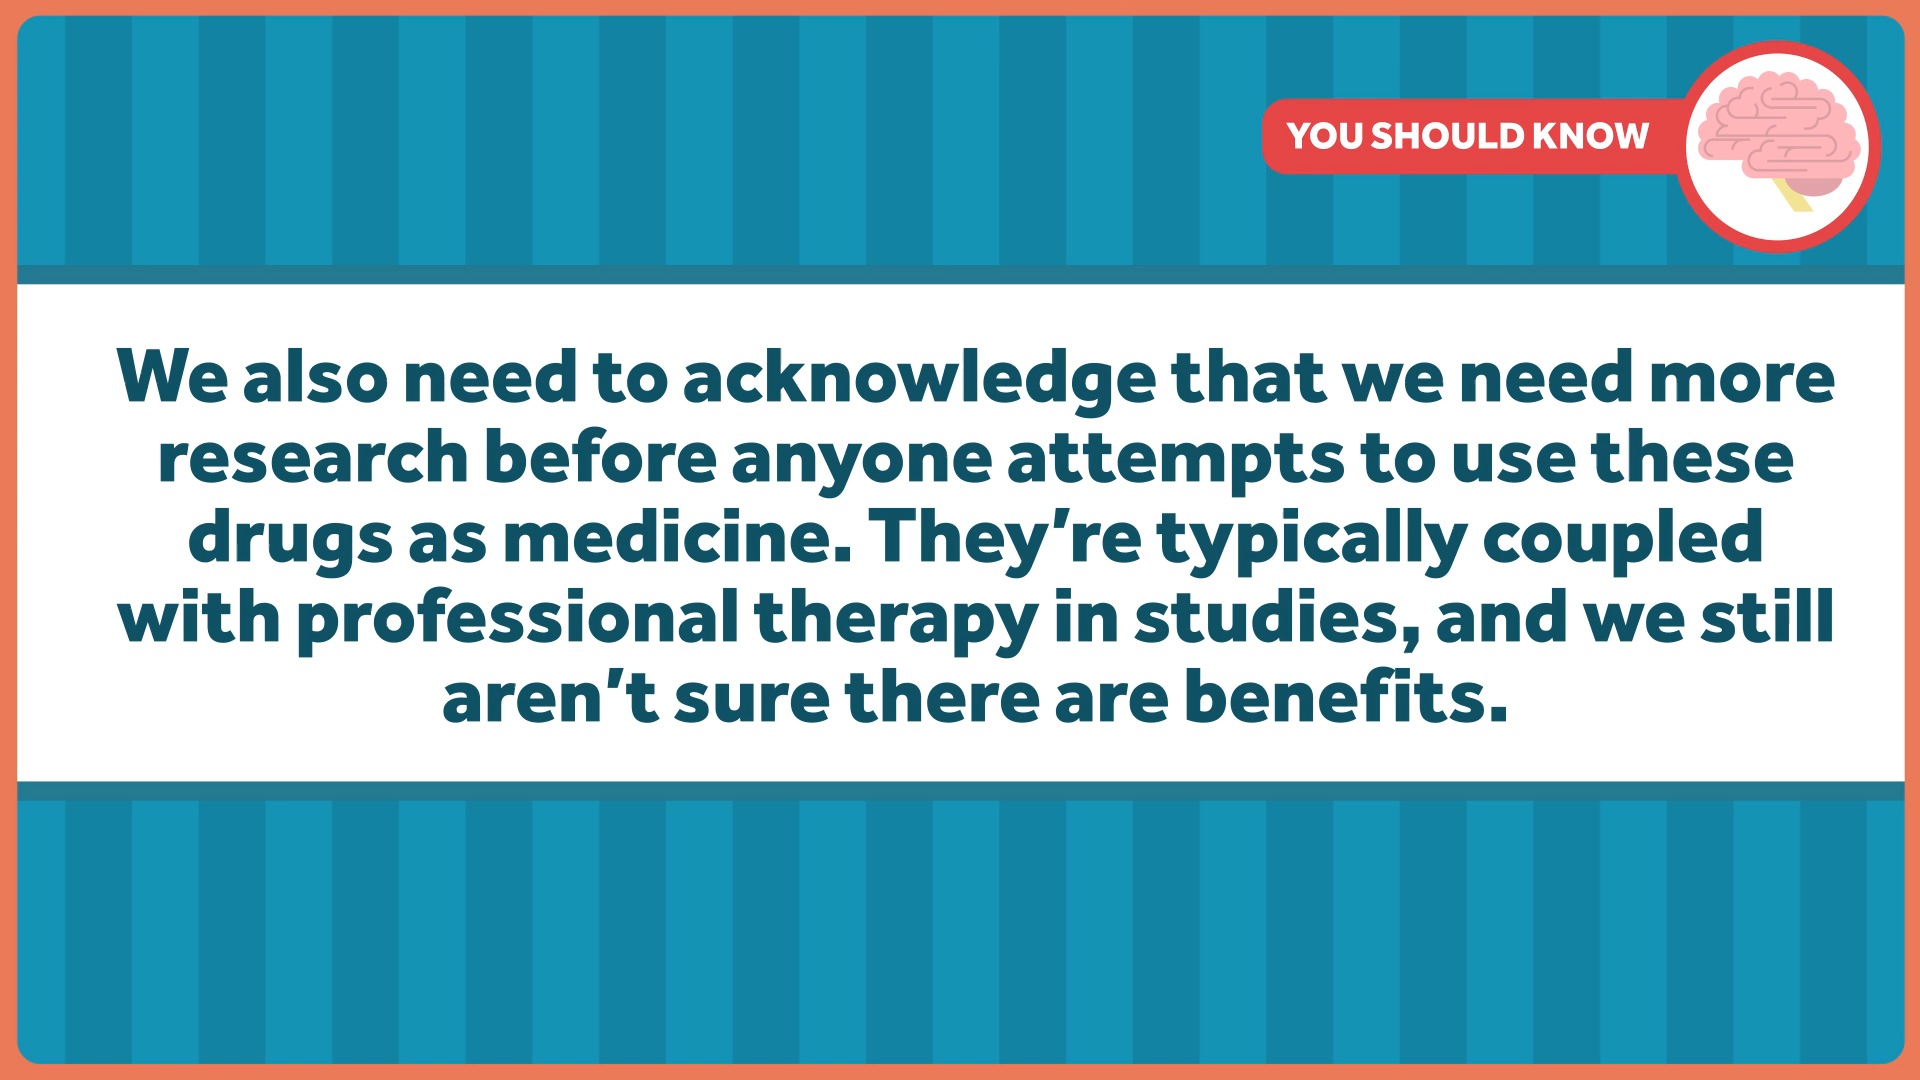 YOU SHOULD KNOW
We also need to acknowledge that we need more
research before anyone attempts to use these
drugs as medicine. They’re typically coupled
with professional therapy in studies, and we still
aren’t sure there are benefits.